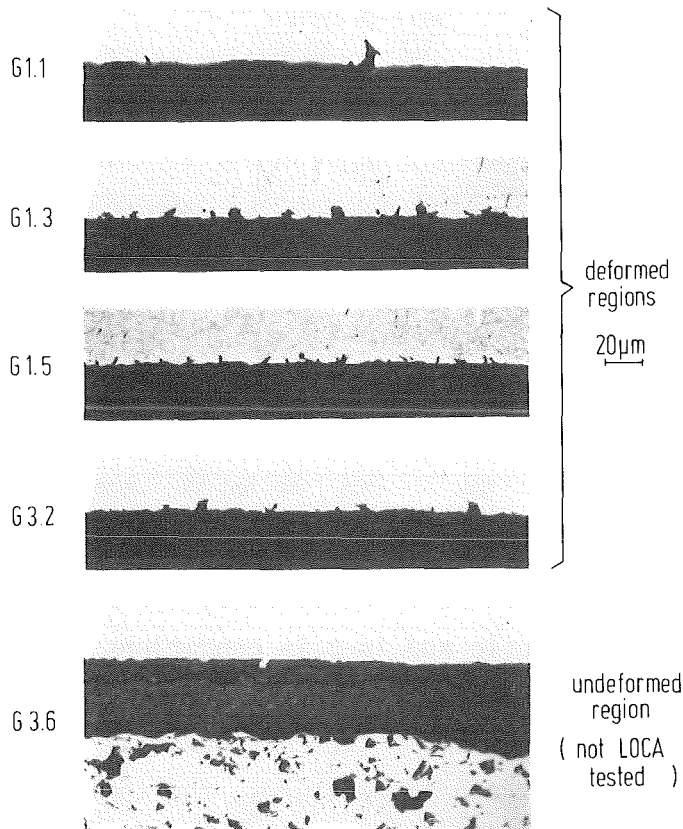 G1.1
G1.3
G1.5
G3.2
G3.6
deformed
regions
20µm
undeformed
region
( not LOCA
tested )